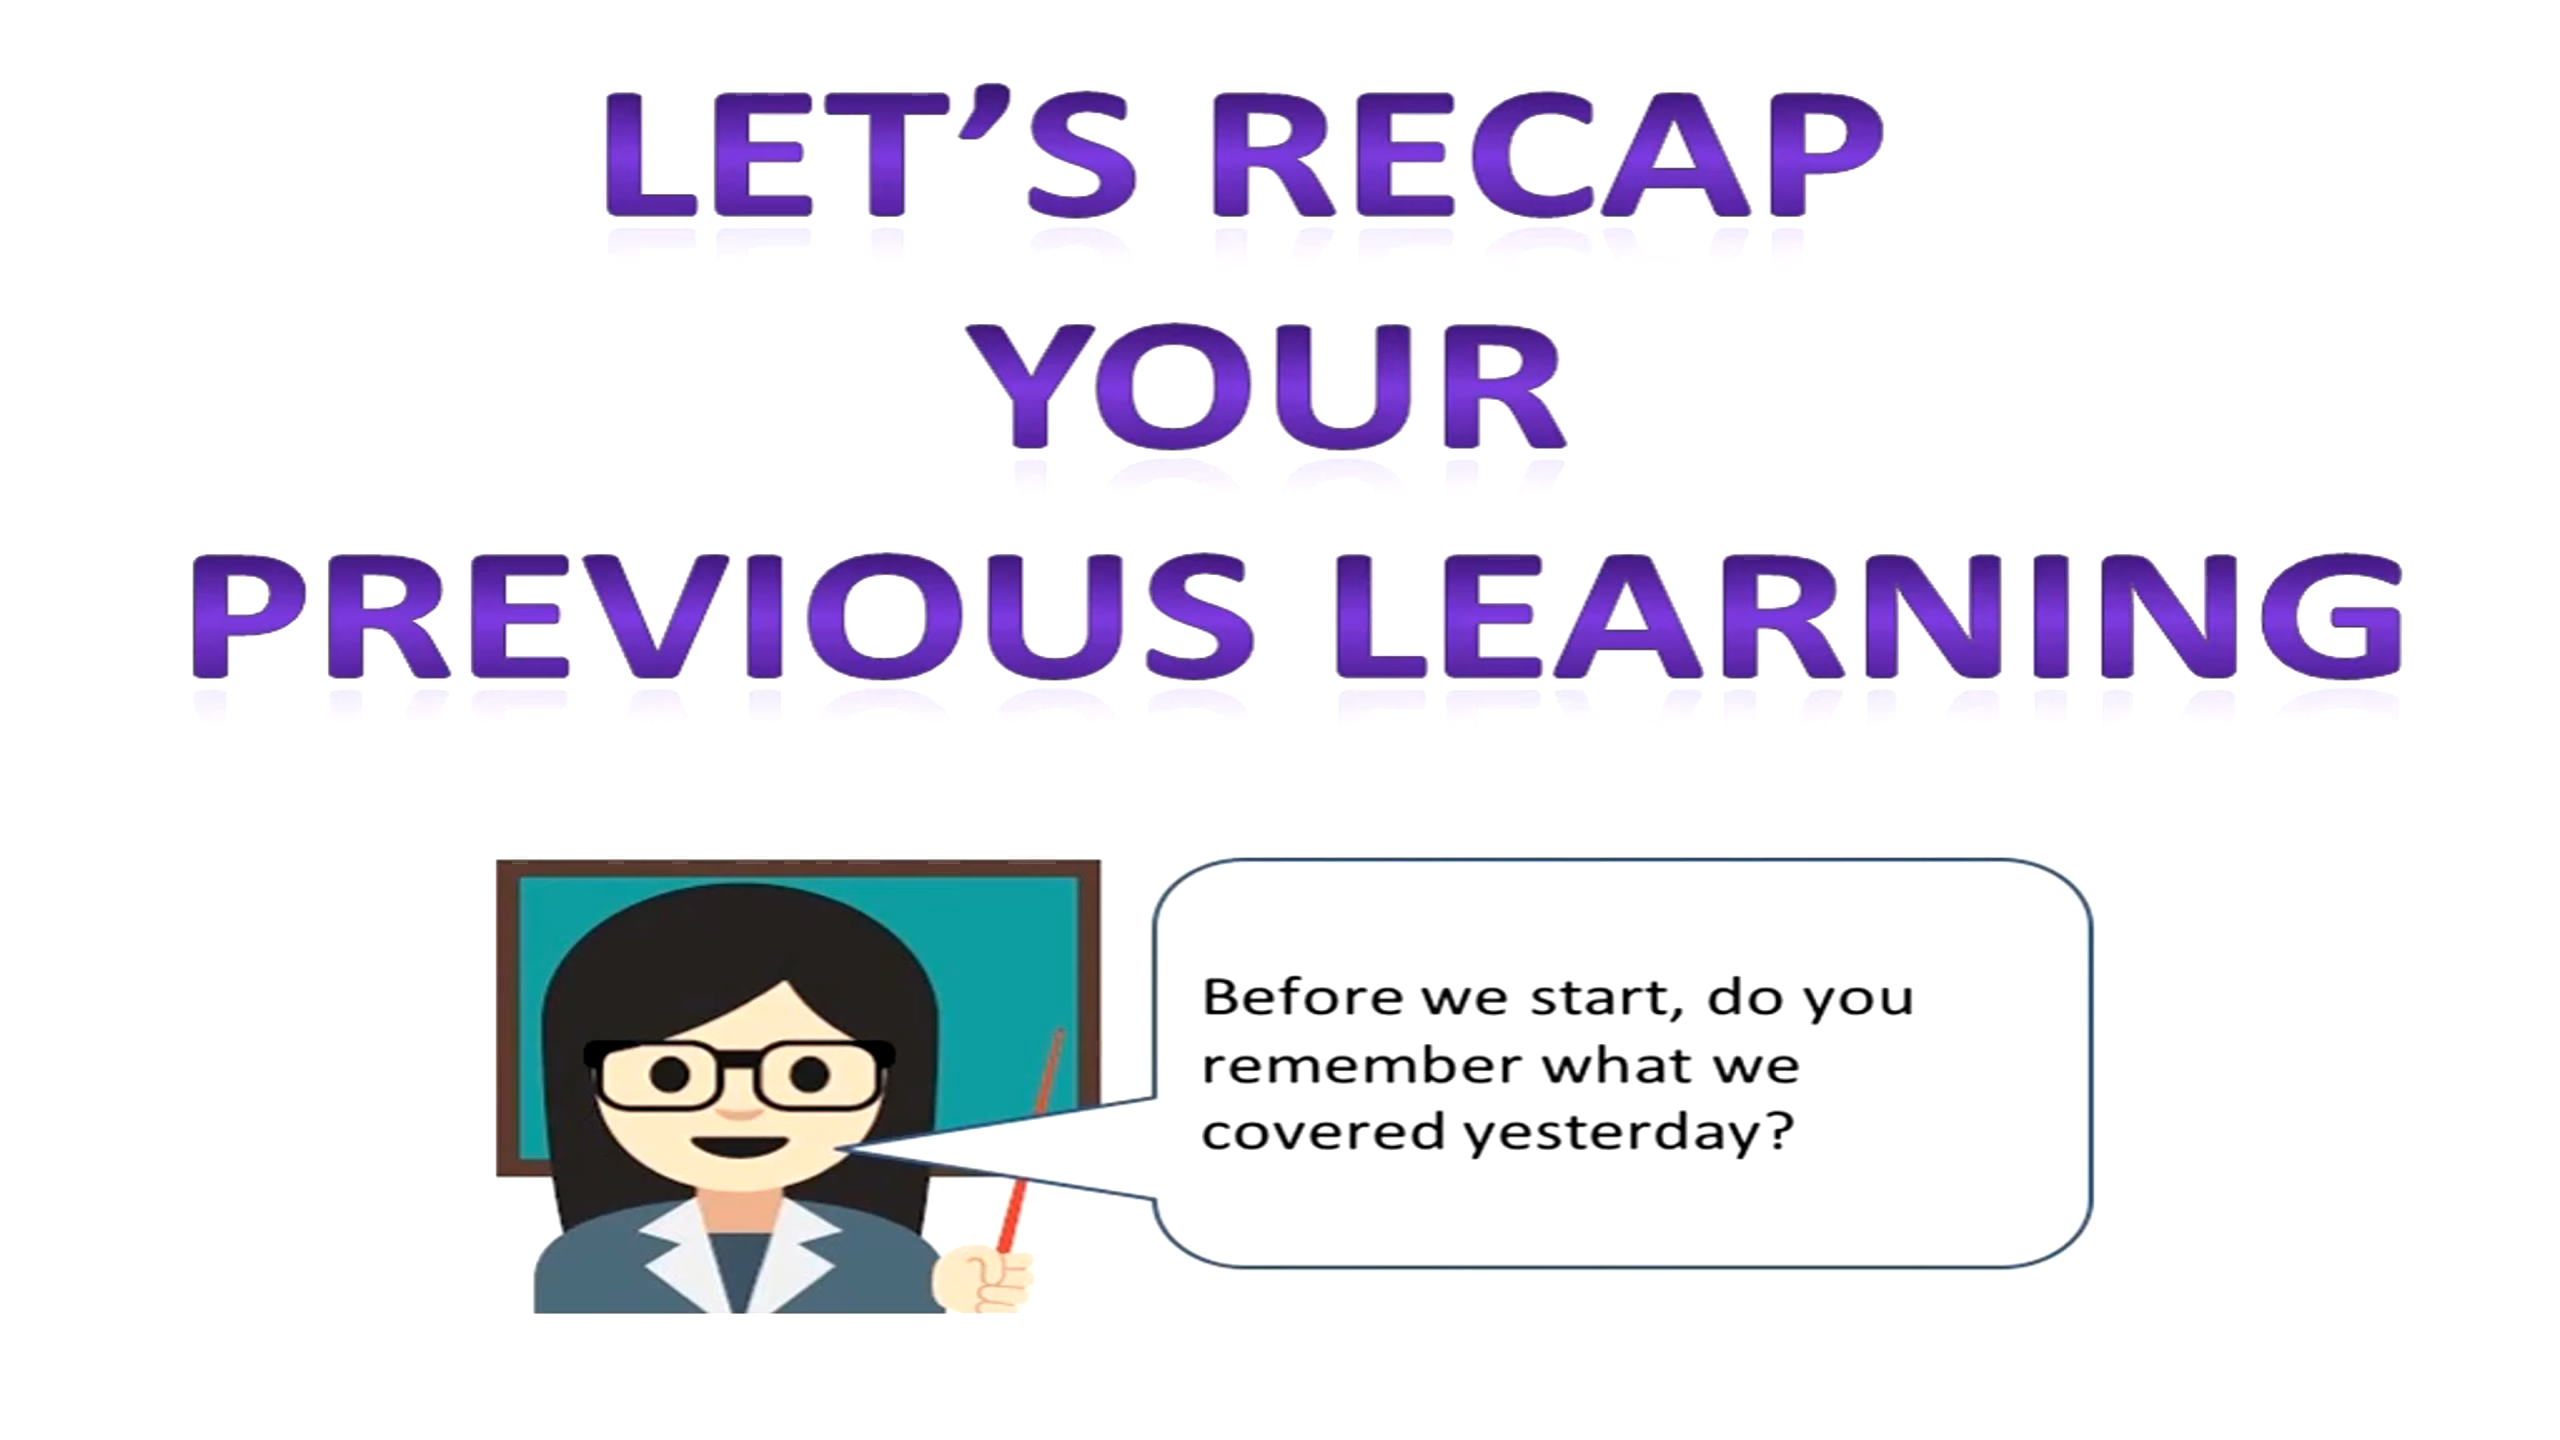 LET’S RECAP
YOUR
PREVIOUS LEARNING
Before we start, do you
remember what we
covered yesterday?